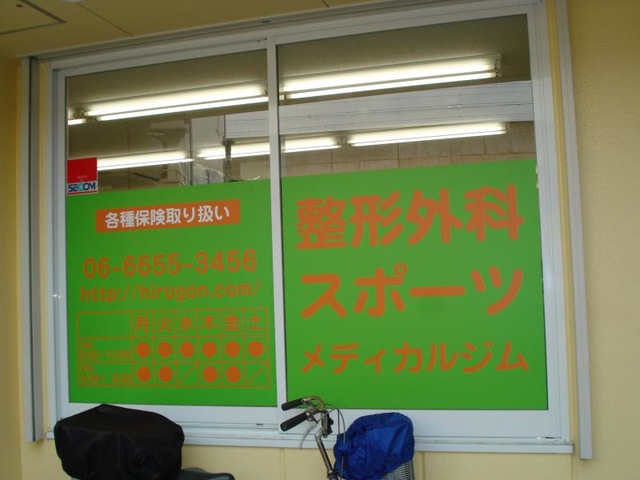 SECOM
各種保険取り扱い
06-6655-3456
http://hirogon.com/
月火水木金土
整形外科
スポーツ
メディカルジム